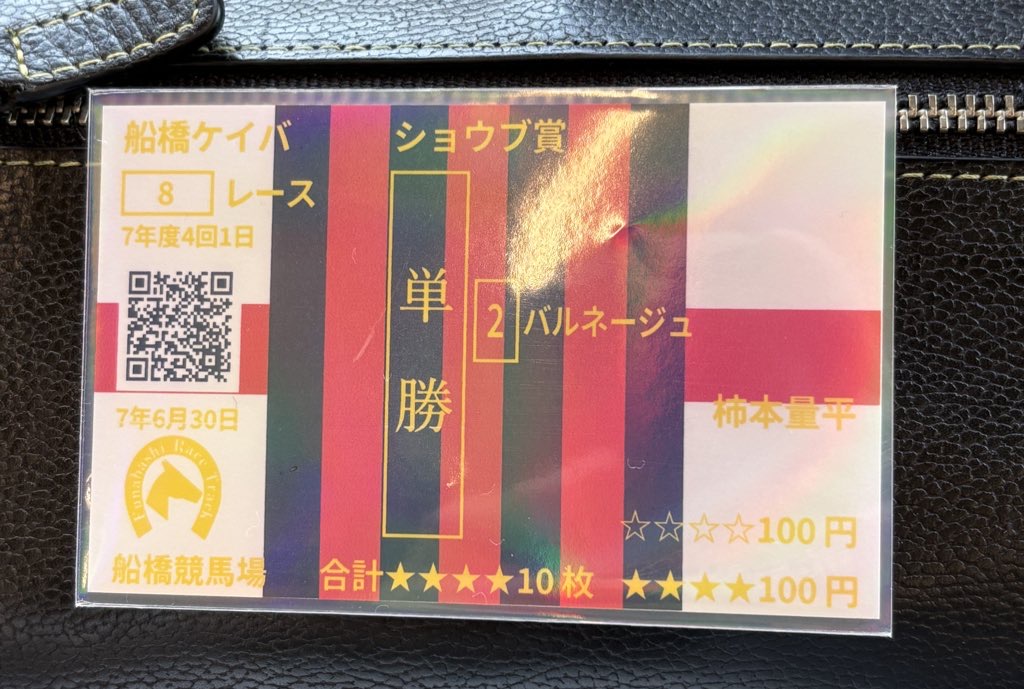 船橋ケイバ
ショウブ賞
8 レース
7年度4回1日
単勝
2 バルネージュ
7年6月30日
柿本量平
Funabashi Race Track
☆☆☆☆100円
船橋競馬場
合計★★★★10枚 ★★★★100円